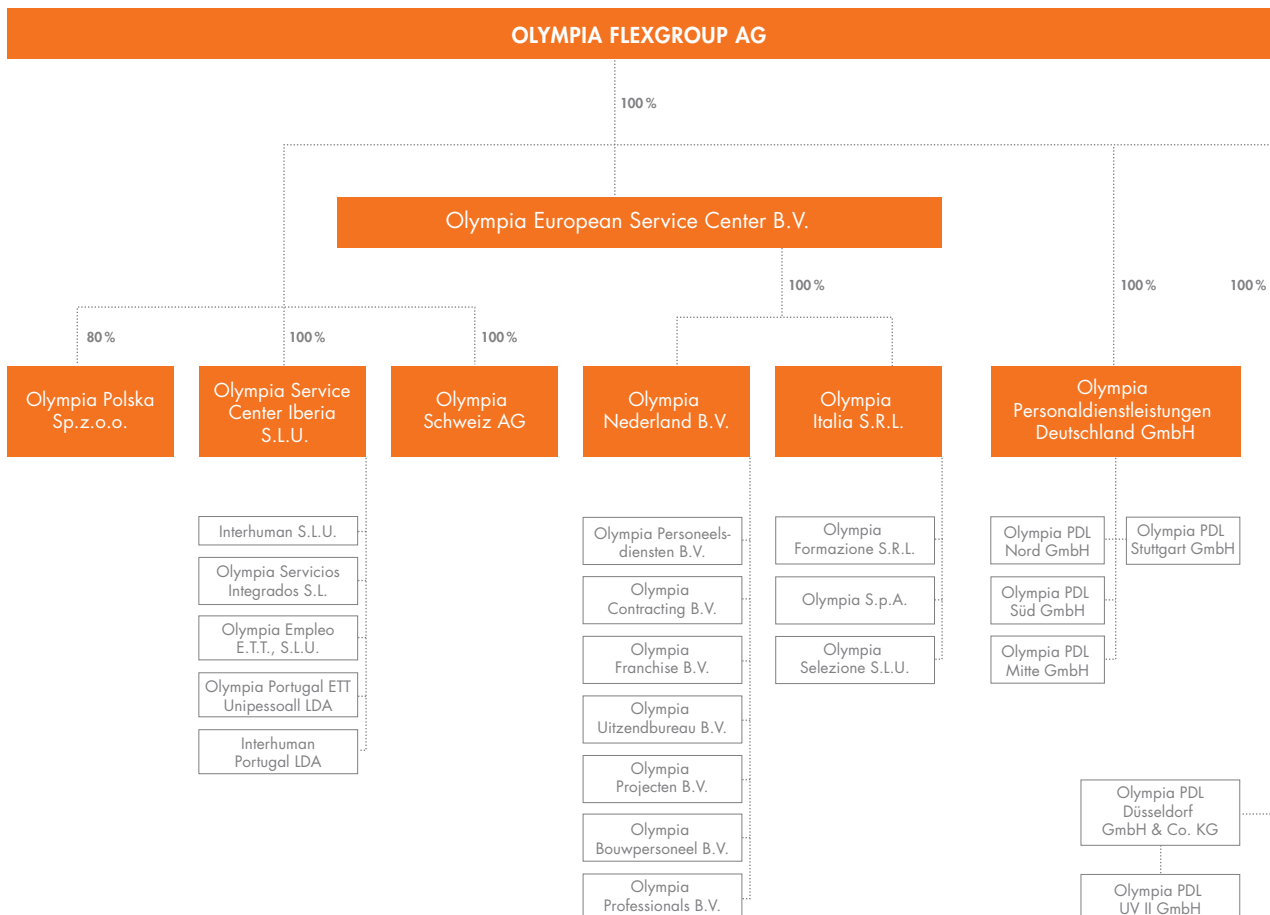 OLYMPIA FLEXGROUP AG
100 %
Olympia European Service Center B.V.
100 %
100 %
100 %
80 %
100 %
100 %
Olympia Polska
Sp.z.o.o.
Olympia Service
Center Iberia
S.L.U.
Olympia
Schweiz AG
Olympia
Nederland B.V.
Olympia
Italia S.R.L.
Olympia
Personaldienstleistungen
Deutschland GmbH
Interhuman S.L.U.
Olympia Servicios
Integrados S.L.
Olympia Empleo
E.T.T., S.L.U.
Olympia Portugal ETT
Unipessoall LDA
Interhuman
Portugal LDA
Olympia Personeels-
diensten B.V.
Olympia
Contracting B.V.
Olympia
Franchise B.V.
Olympia
Uitzendbureau B.V.
Olympia
Projecten B.V.
Olympia
Bouwpersoneel B.V.
Olympia
Professionals B.V.
Olympia
Formazione S.R.L.
Olympia S.p.A.
Olympia
Selezione S.L.U.
Olympia PDL
Nord GmbH
Olympia PDL
Stuttgart GmbH
Olympia PDL
Süd GmbH
Olympia PDL
Mitte GmbH
Olympia PDL
Düsseldorf
GmbH & Co. KG
Olympia PDL
UV II GmbH